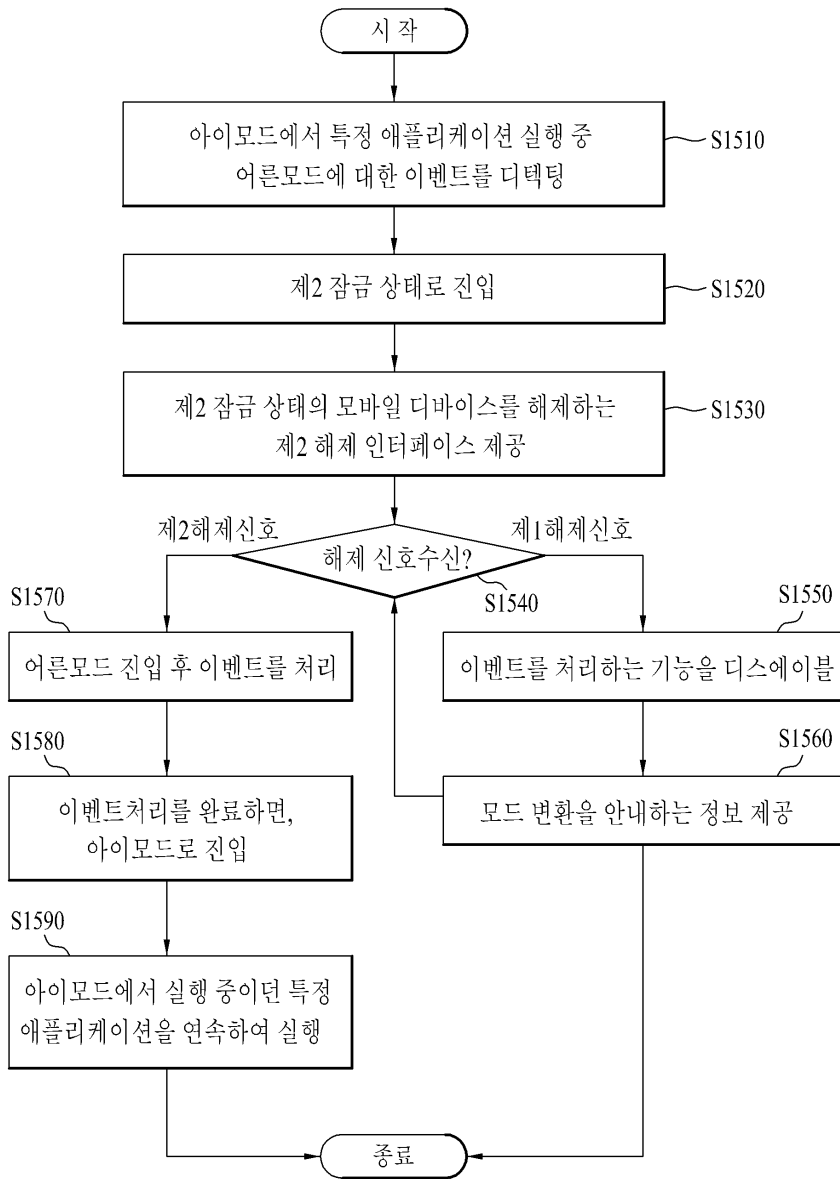 시 작
아이모드에서 특정 애플리케이션 실행 중
어른모드에 대한 이벤트를 디텍팅
S1510
제2 잠금 상태로 진입
S1520
제2 잠금 상태의 모바일 디바이스를 해제하는
제2 해제 인터페이스 제공
S1530
제2해제신호
제1해제신호
해제 신호수신?
S1540
S1570
어른모드 진입 후 이벤트를 처리
S1550
이벤트를 처리하는 기능을 디스에이블
S1580
이벤트처리를 완료하면,
아이모드로 진입
S1560
모드 변환을 안내하는 정보 제공
S1590
아이모드에서 실행 중이던 특정
애플리케이션을 연속하여 실행
종료